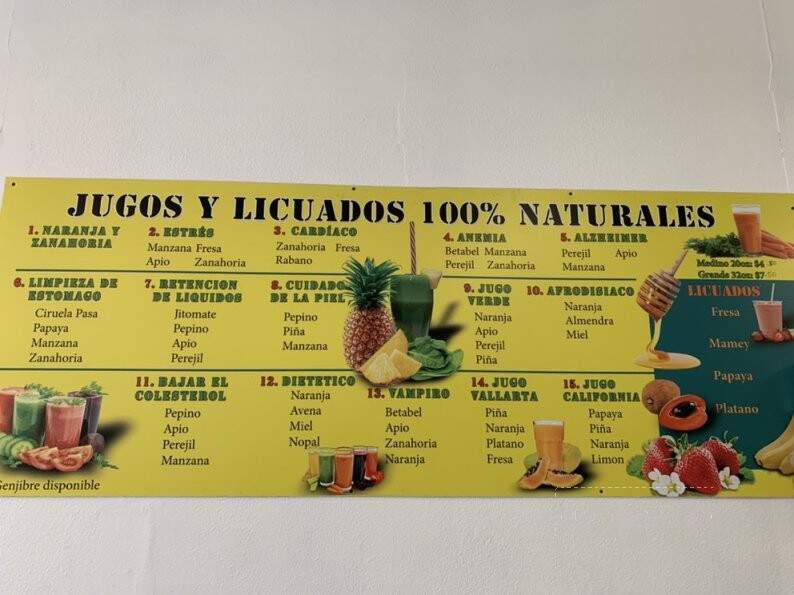 JUGOS Y LICUADOS 100% NATURALES
1. NARANJA Y
ZANAHORIA
2. ESTRÉS
Manzana Fresa
Apio Zanahoria
3. CARDÍACO
Zanahoria Fresa
Rabano
4. ANEMIA
Betabel Manzana
Perejil Zanahoria
5. ALZHEIMER
Perejil Apio
Manzana
Medino 20oz: $4
Grande 32oz: $7
6. LIMPIEZA DE
ESTOMAGO
Ciruela Pasa
Papaya
Manzana
Zanahoria
7. RETENCION
DE LIQUIDOS
Jitomate
Pepino
Apio
Perejil
8. CUIDADO
DE LA PIEL
Pepino
Piña
Manzana
9. JUGO
VERDE
Naranja
Apio
Perejil
Piña
10. AFRODISIACO
Naranja
Almendra
Miel
LICUADOS
Fresa
Mamey
Papaya
Platano
11. BAJAR EL
COLESTEROL
Pepino
Apio
Perejil
Manzana
12. DIETETICO
Naranja
Avena
Miel
Nopal
13. VAMPIRO
Betabel
Apio
Zanahoria
Naranja
14. JUGO
VALLARTA
Piña
Naranja
Platano
Fresa
15. JUGO
CALIFORNIA
Papaya
Piña
Naranja
Limon
Genjibre disponible